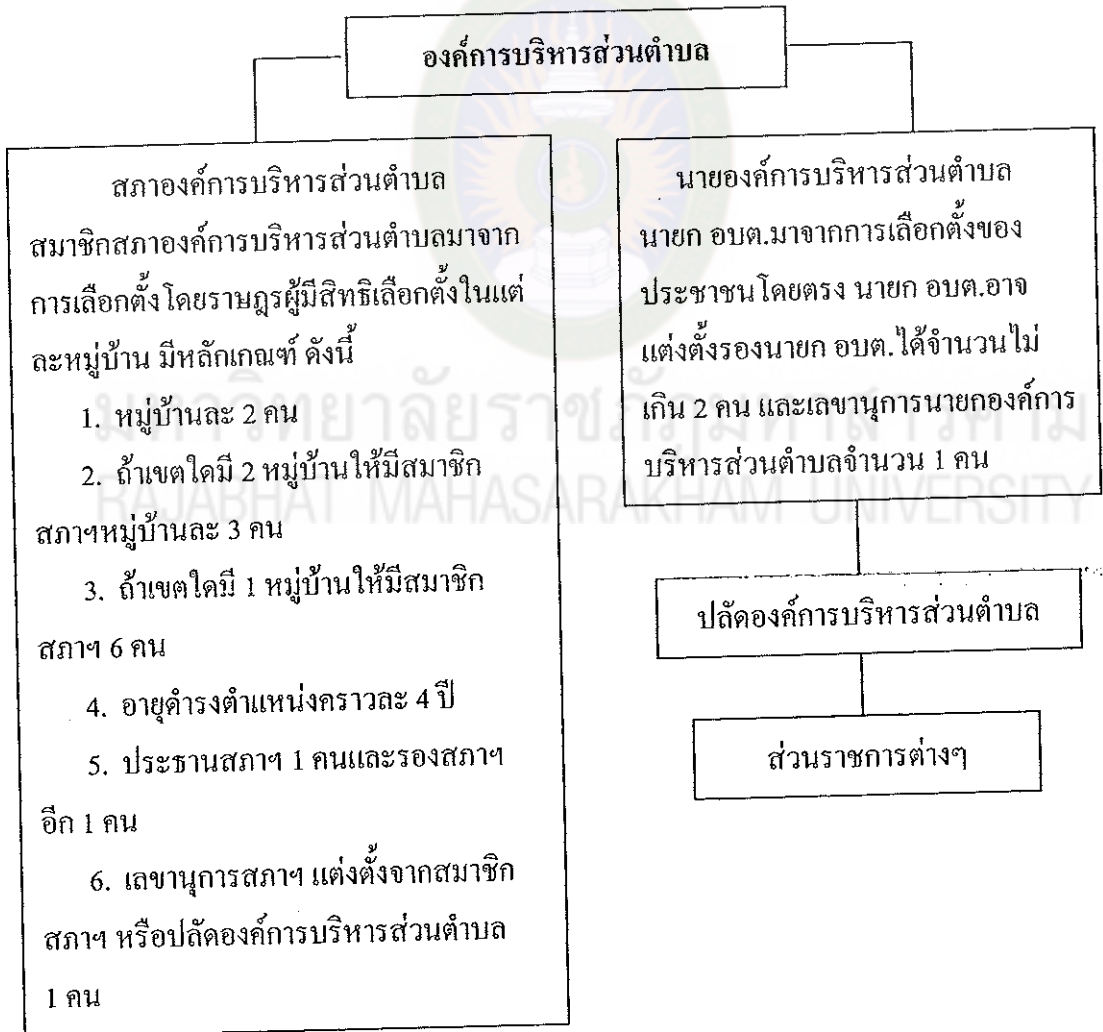 องค์การบริหารส่วนตำบล
สภาองค์การบริหารส่วนตำบล
สมาชิกสภาองค์การบริหารส่วนตำบลมาจาก
การเลือกตั้งโดยราษฎรผู้มีสิทธิเลือกตั้งในแต่
ละหมู่บ้าน มีหลักเกณฑ์ ดังนี้
1. หมู่บ้านละ 2 คน
2. ถ้าเขตใดมี 2 หมู่บ้านให้มีสมาชิก
สภาฯหมู่บ้านละ 3 คน
3. ถ้าเขตใดมี 1 หมู่บ้านให้มีสมาชิก
สภาฯ 6 คน
4. อายุดำรงตำแหน่งคราวละ 4 ปี
5. ประธานสภาฯ 1 คนและรองสภาฯ
อีก 1 คน
6. เลขานุการสภาฯ แต่งตั้งจากสมาชิก
สภาฯ หรือปลัดองค์การบริหารส่วนตำบล
1 คน
นายองค์การบริหารส่วนตำบล
นายก อบต.มาจากการเลือกตั้งของ
ประชาชนโดยตรง นายก อบต.อาจ
แต่งตั้งรองนายก อบต.ได้จำนวนไม่
เกิน 2 คน และเลขานุการนายกองค์การ
บริหารส่วนตำบลจำนวน 1 คน
ปลัดองค์การบริหารส่วนตำบล
ส่วนราชการต่างๆ
มหาวิทยาลัยราชภัฏมหาสารคาม
RAJABHAT MAHASARAKHAM UNIVERSITY